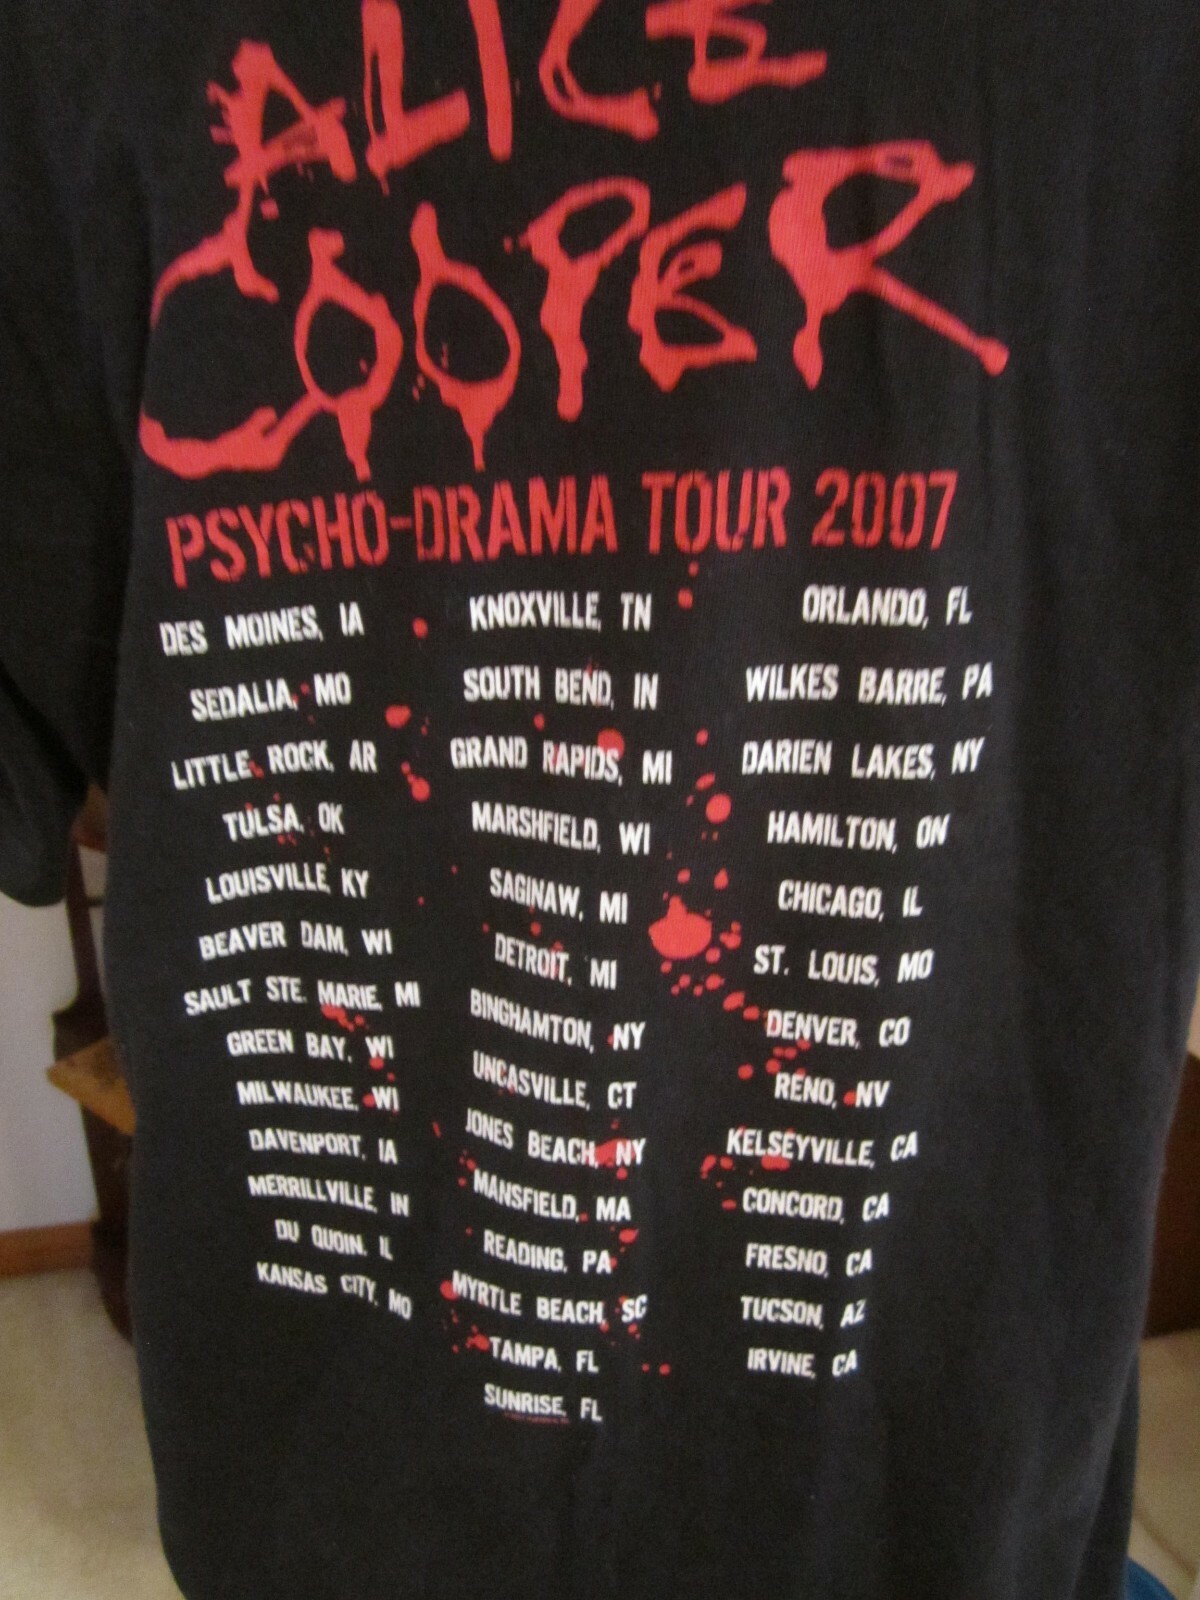 ALICE
COOPER
PSYCHO-DRAMA TOUR 2007
DES MOINES, IA
SEDALIA, MO
LITTLE ROCK, AR
TULSA, OK
LOUISVILLE, KY
BEAVER DAM, WI
SAULT STE. MARIE, MI
GREEN BAY, WI
MILWAUKEE, WI
DAVENPORT, IA
MERRILLVILLE, IN
DU QUOIN, IL
KANSAS CITY, MO
KNOXVILLE, TN
SOUTH BEND, IN
GRAND RAPIDS, MI
MARSHFIELD, WI
SAGINAW, MI
DETROIT, MI
BINGHAMTON, NY
UNCASVILLE, CT
JONES BEACH, NY
MANSFIELD, MA
READING, PA
MYRTLE BEACH, SC
TAMPA, FL
SUNRISE, FL
ORLANDO, FL
WILKES BARRE, PA
DARIEN LAKES, NY
HAMILTON, ON
CHICAGO, IL
ST. LOUIS, MO
DENVER, CO
RENO, NV
KELSEYVILLE, CA
CONCORD, CA
FRESNO, CA
TUCSON, AZ
IRVINE, CA